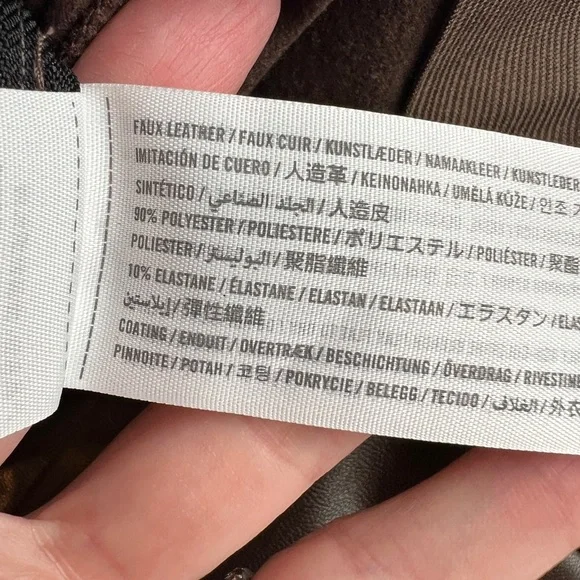 FAUX LEATHER / FAUX CUIR / KUNSTLÆDER / NAMAAKLEER / KUNSTLEDER
IMITACIÓN DE CUERO / 人造革 / KEINONAHKA / UMĚLÁ KŮŽE / 인조
SINTÉTICO / الجلد الصناعي / 人造皮
90% POLYESTER / POLIESTERE / ポリエステル / POLIÉSTER / 聚酯
POLIESTER / البوليستر / 聚脂纖維
10% ELASTANE / ÉLASTANE / ELASTAN / ELASTAAN / エラスタン /
إيلاستين / 彈性纖維
COATING / ENDUIT / OVERTRÆK / BESCHICHTUNG / ÖVERDRAG /
PINNOITE / POTAH / 코팅 / POKRYCIE / BELEGG / TECIDO / الغلاف / 外衣